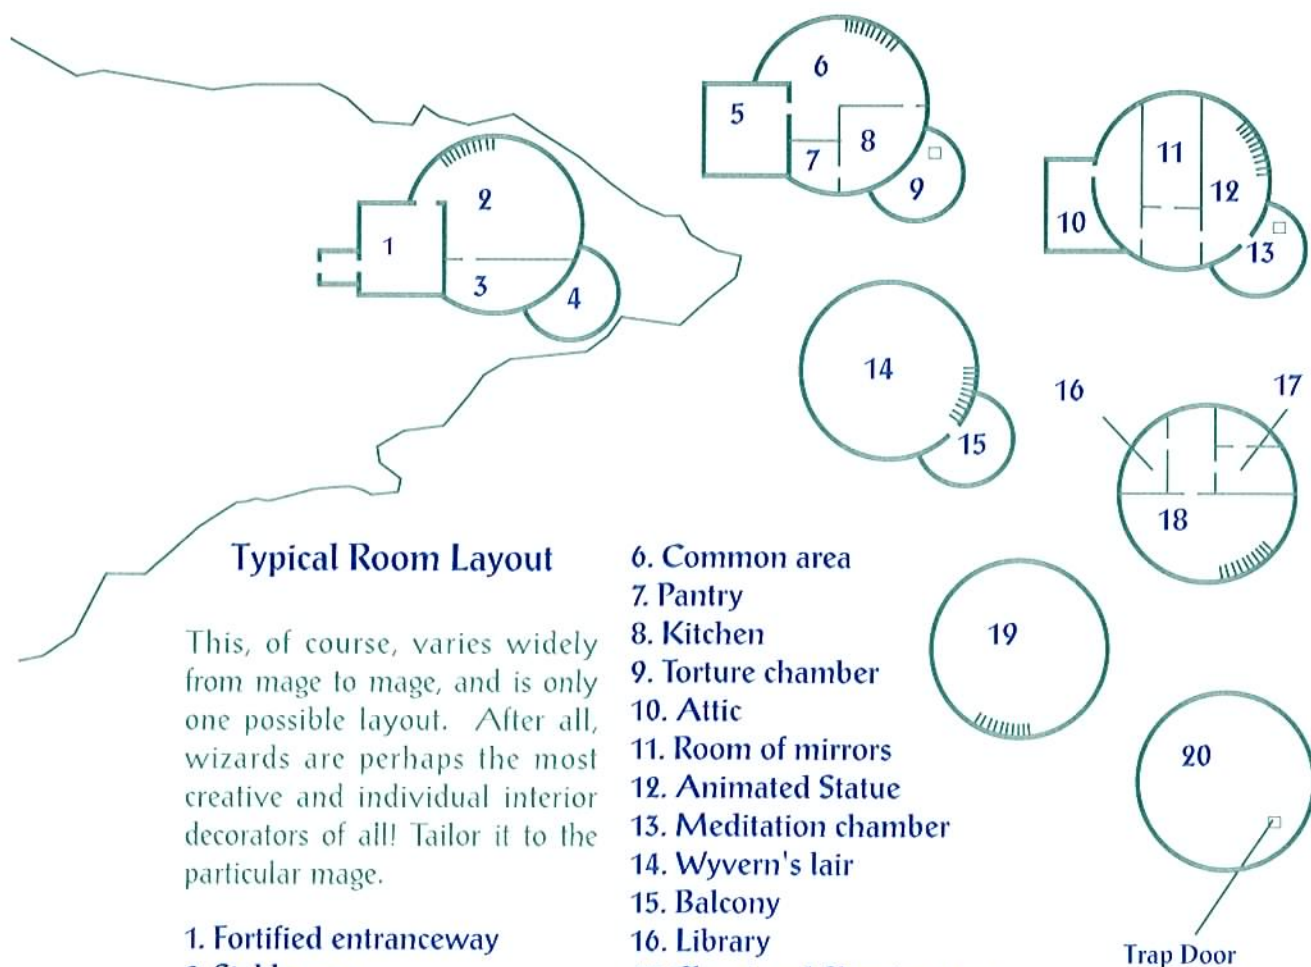 6
5
8
7
9
11
12
10
13
2
1
3
4
14
15
16
17
18
19
20
Trap Door
Typical Room Layout
This, of course, varies widely
from mage to mage, and is only
one possible layout. After all,
wizards are perhaps the most
creative and individual interior
decorators of all! Tailor it to the
particular mage.
1. Fortified entranceway
6. Common area
7. Pantry
8. Kitchen
9. Torture chamber
10. Attic
11. Room of mirrors
12. Animated Statue
13. Meditation chamber
14. Wyvern's lair
15. Balcony
16. Library